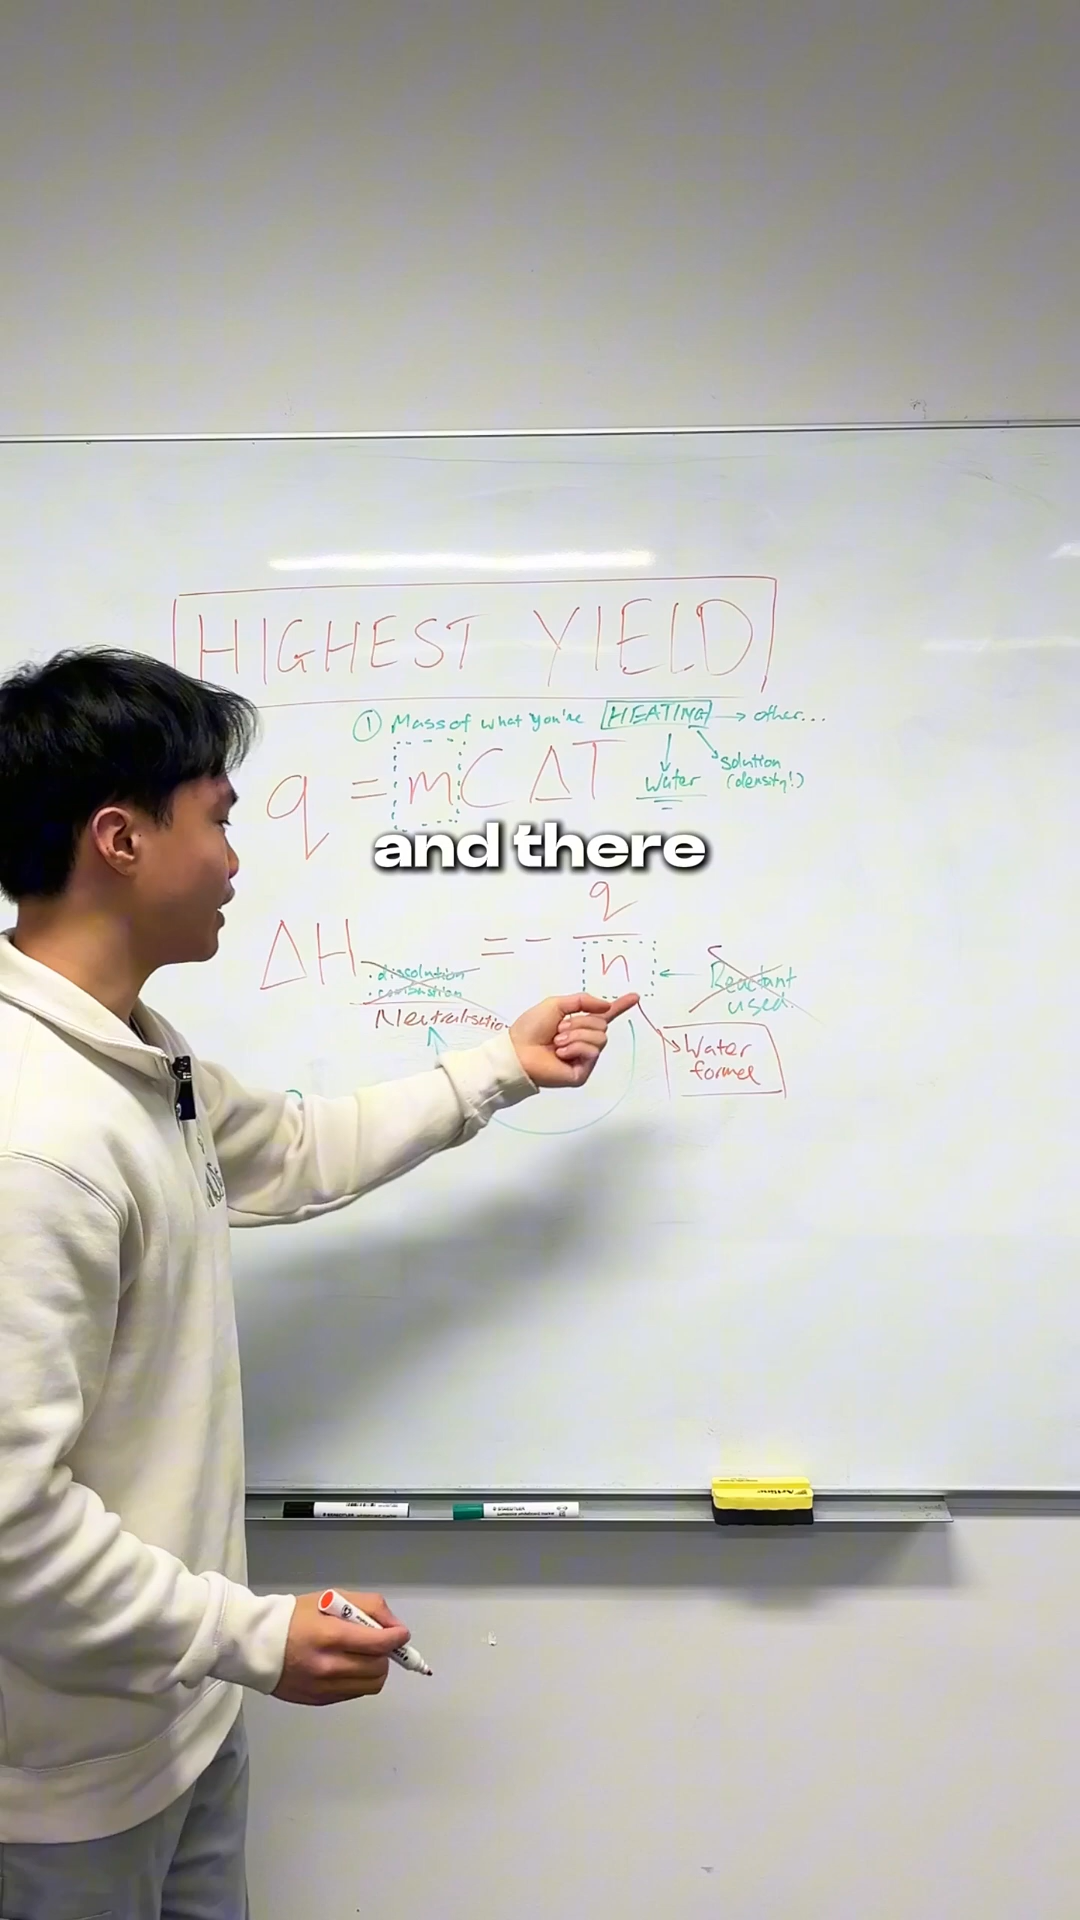 HIGHEST YIELD
① Mass of what you're HEATING → other...
q = mCΔT
Water
solution
(density!)
and there
q
ΔH = -
n
• dissolution
• combustion
Neutralisation
Reactant
used
Water
formed
STAEDTLER
STAEDTLER